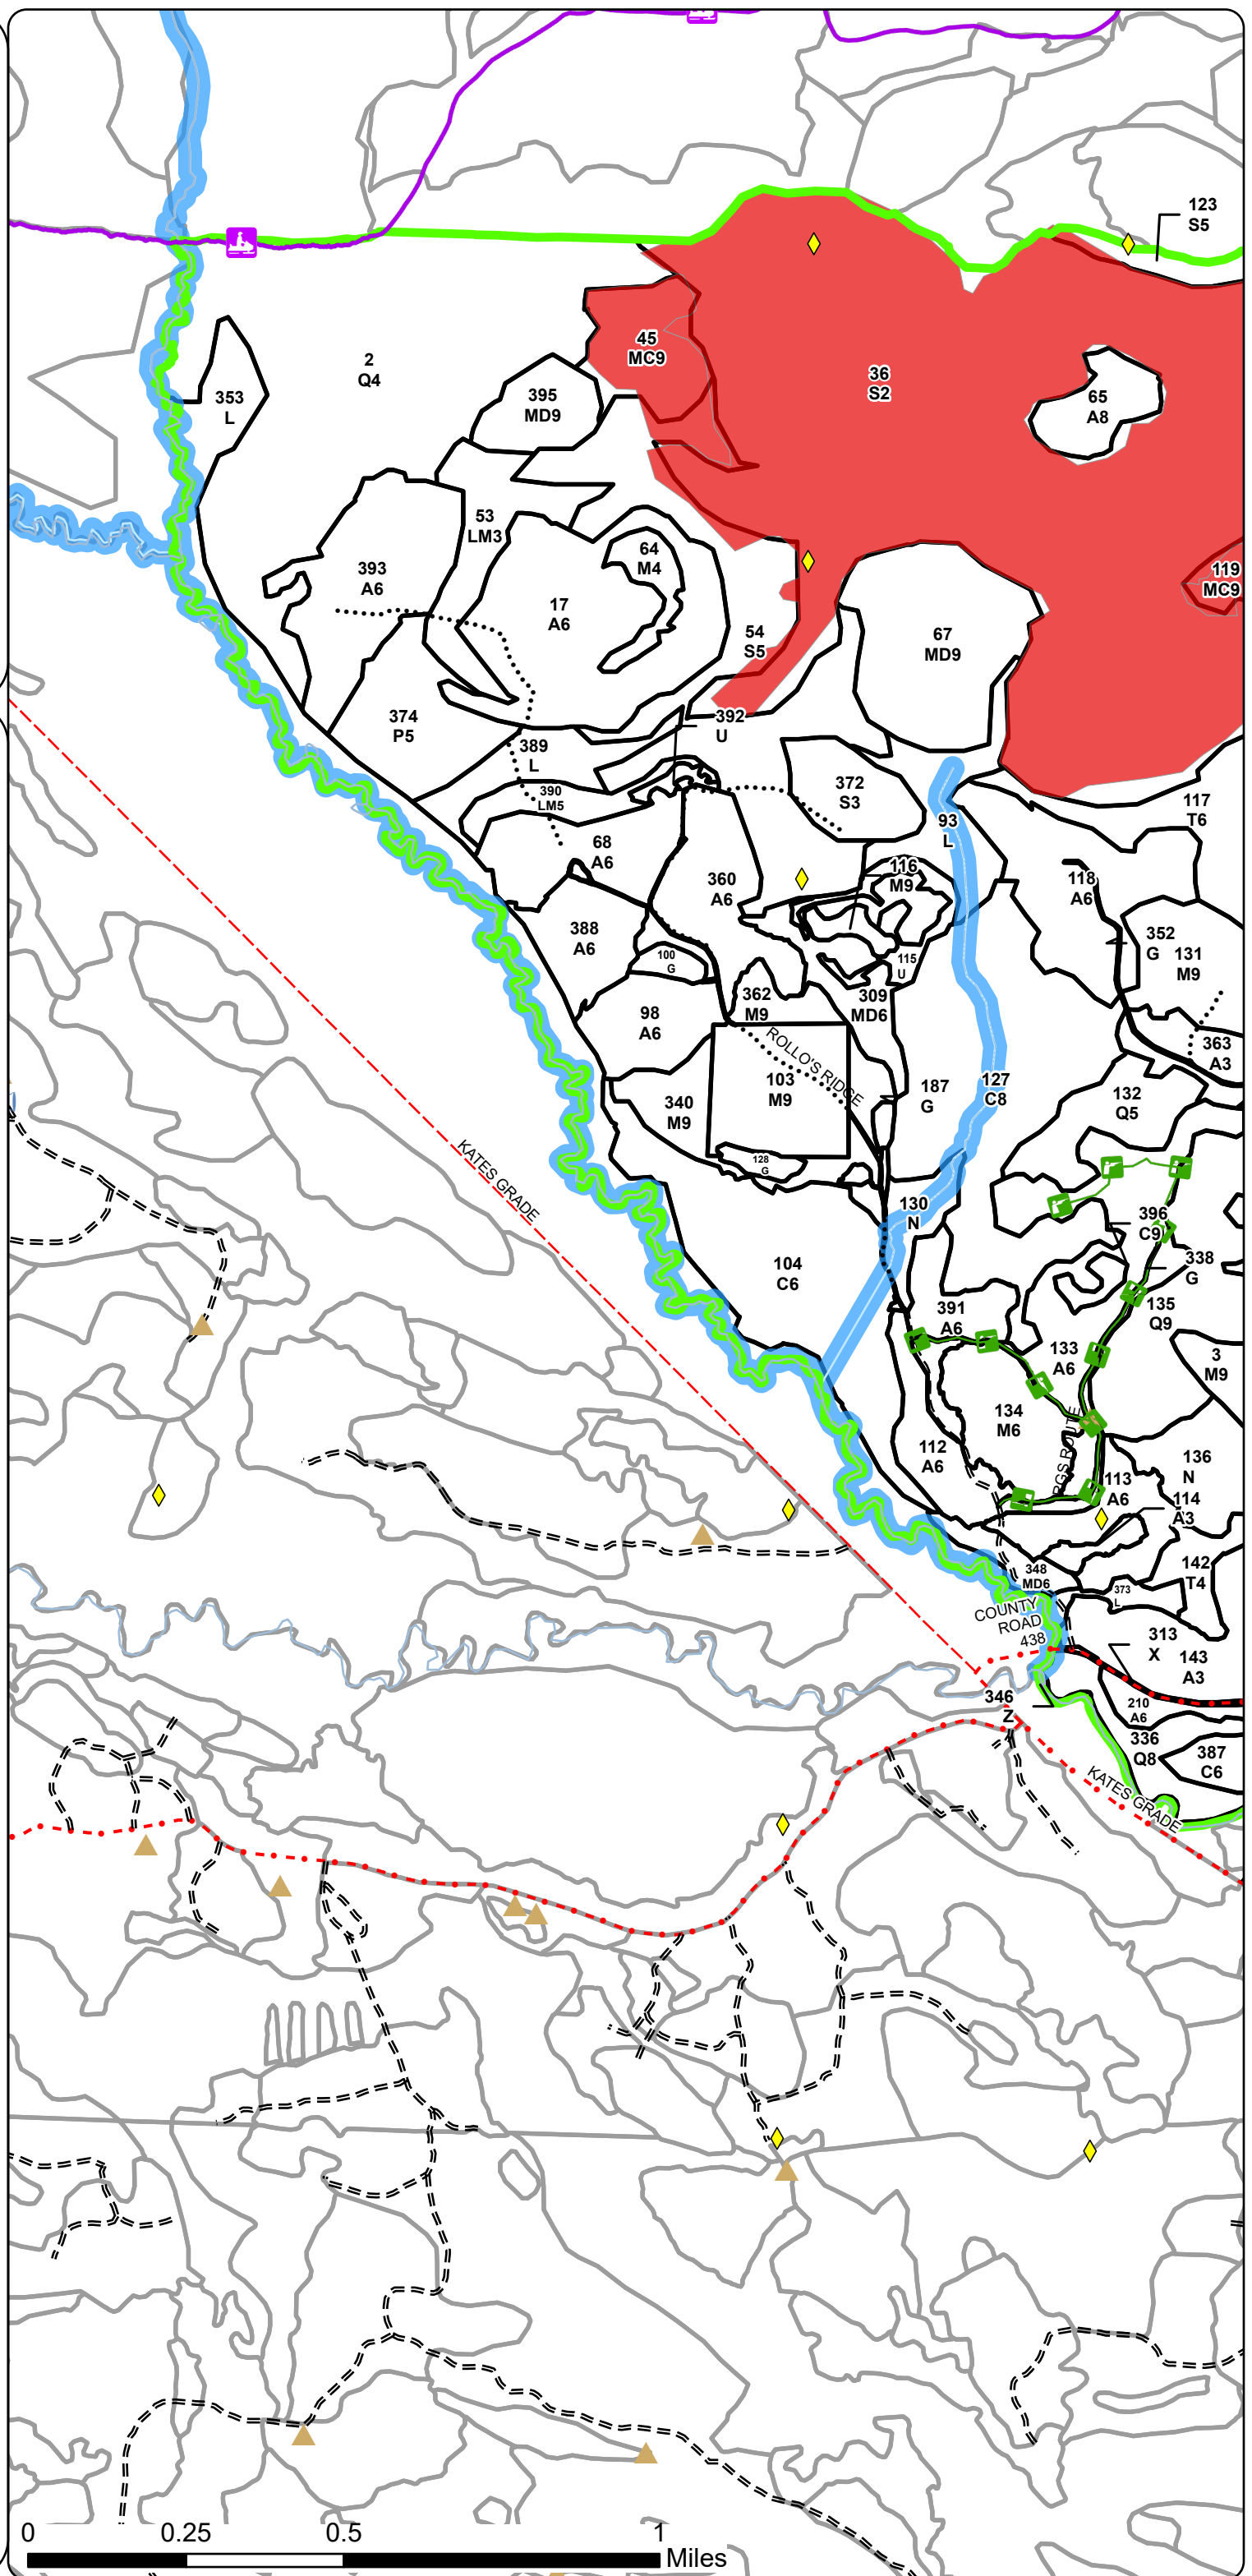 123
S5
45
MC9
2
Q4
36
S2
395
MD9
353
L
65
A8
53
LM3
64
M4
393
A6
119
MC9
17
A6
54
S5
67
MD9
374
P5
392
U
389
L
390
LM5
372
S3
117
T6
93
L
68
A6
116
M9
360
A6
118
A6
388
A6
352
G
131
M9
100
G
115
U
362
M9
309
MD6
98
A6
363
A3
ROLLO'S RIDGE
103
M9
127
C8
187
G
132
Q5
340
M9
KATES GRADE
128
G
130
N
396
C9
338
G
104
C6
391
A6
135
Q9
133
A6
3
M9
134
M6
RGS ROUTE
112
A6
136
N
113
A6
114
A3
348
MD6
142
T4
373
L
COUNTY
ROAD
438
313
X
143
A3
346
Z
210
A6
336
Q8
387
C6
KATES GRADE
0 0.25 0.5 1
Miles